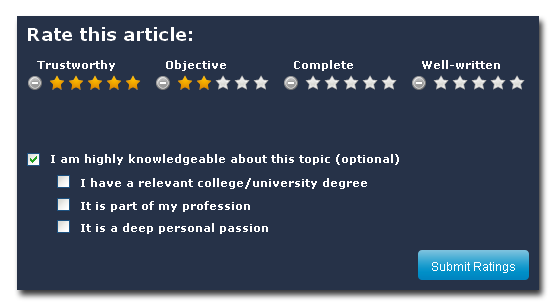 Rate this article:
Trustworthy Objective Complete Well-written
I am highly knowledgeable about this topic (optional)
I have a relevant college/university degree
It is part of my profession
It is a deep personal passion
Submit Ratings